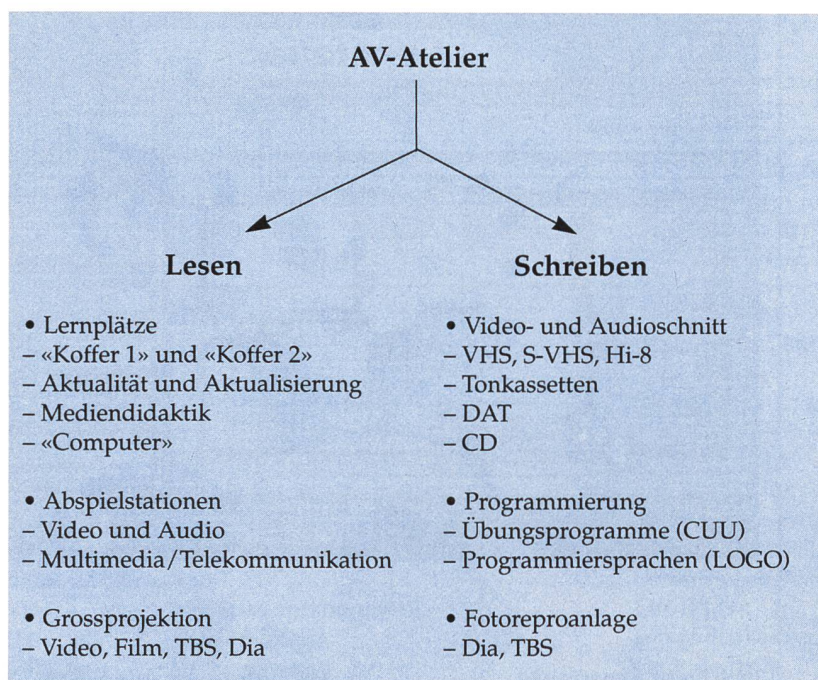 AV-Atelier
Lesen
• Lernplätze
– «Koffer 1» und «Koffer 2»
– Aktualität und Aktualisierung
– Mediendidaktik
– «Computer»
• Abspielstationen
– Video und Audio
– Multimedia/Telekommunikation
• Grossprojektion
– Video, Film, TBS, Dia
Schreiben
• Video- und Audioschnitt
– VHS, S-VHS, Hi-8
– Tonkassetten
– DAT
– CD
• Programmierung
– Übungsprogramme (CUU)
– Programmiersprachen (LOGO)
• Fotoreproanlage
– Dia, TBS